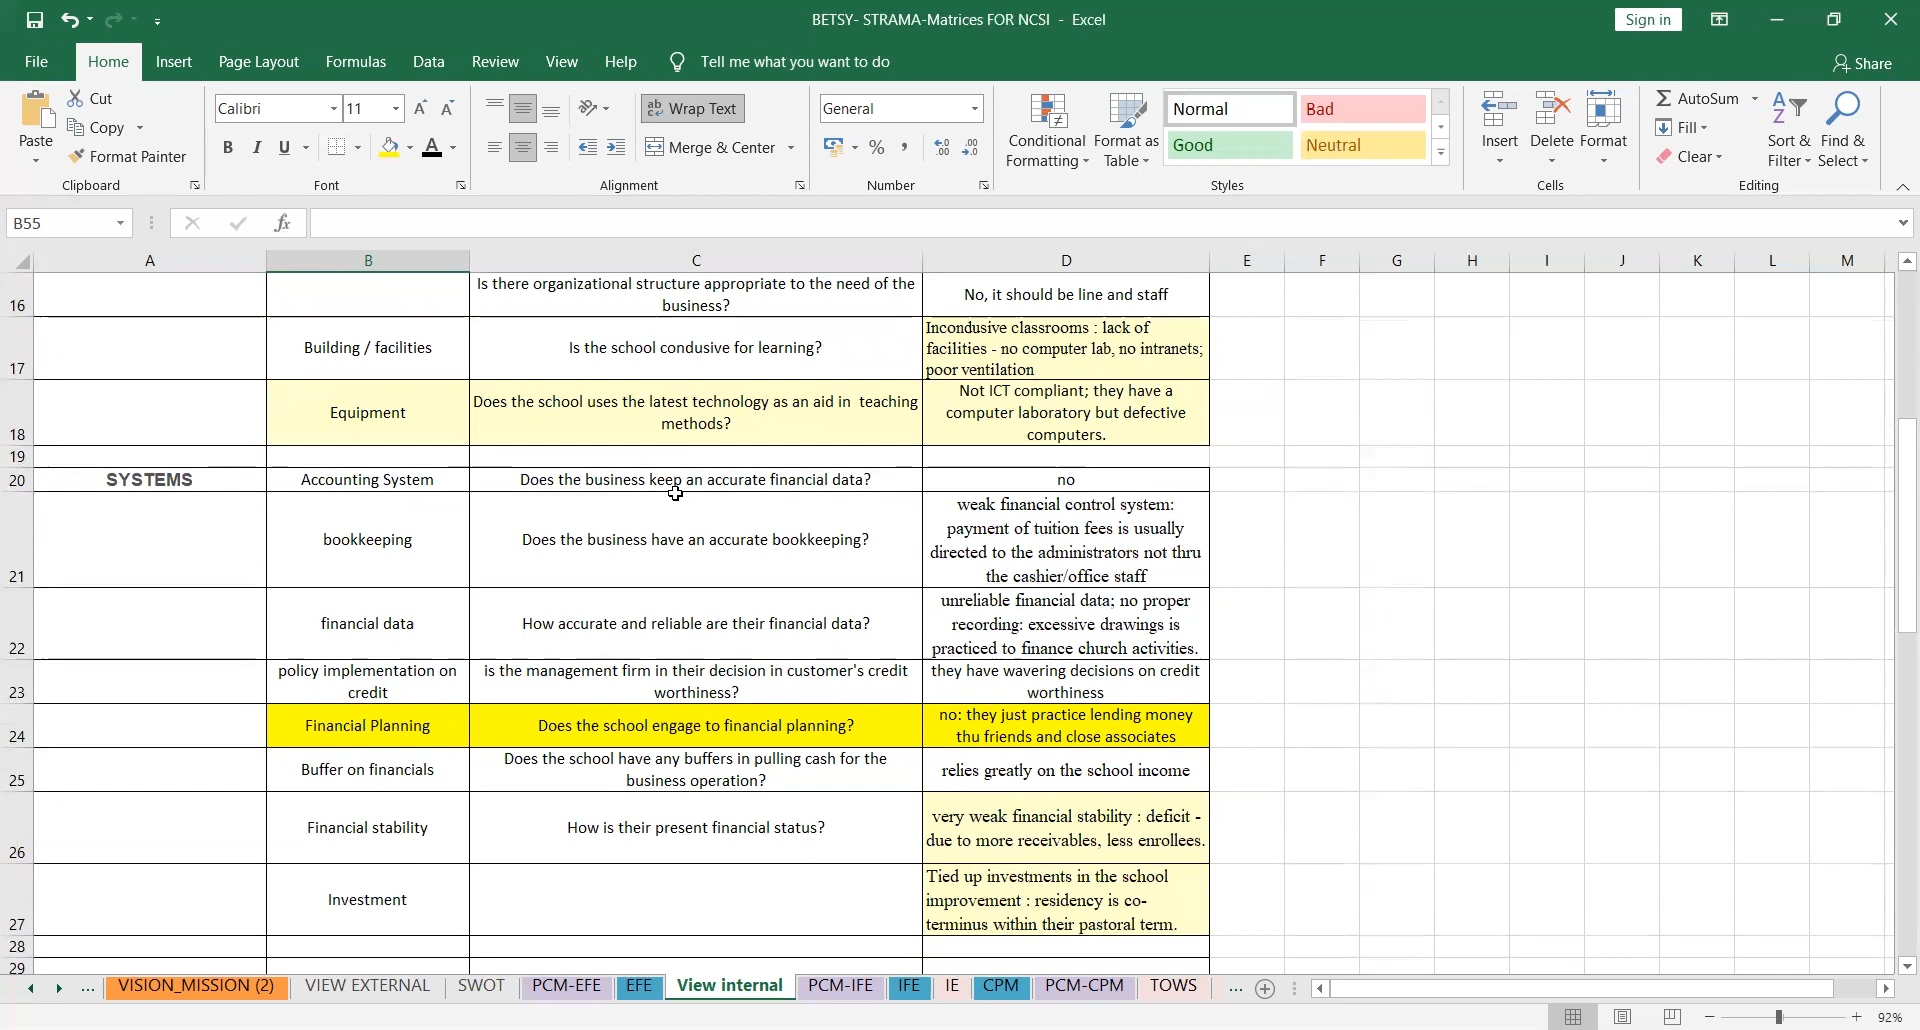 BETSY- STRAMA-Matrices FOR NCSI - Excel
Sign in
File Home Insert Page Layout Formulas Data Review View Help Tell me what you want to do
Share
Paste
Cut
Copy
Format Painter
Clipboard
Calibri 11
B I U
Font
Wrap Text
Merge & Center
Alignment
General
Number
Conditional Formatting
Format as Table
Normal Bad
Good Neutral
Styles
Insert Delete Format
Cells
AutoSum
Fill
Clear
Sort & Filter
Find & Select
Editing
B55
fx
A B C D E F G H I J K L M
16
Is there organizational structure appropriate to the need of the
business?
No, it should be line and staff
17
Building / facilities
Is the school condusive for learning?
Incondusive classrooms : lack of
facilities - no computer lab, no intranets;
poor ventilation
18
Equipment
Does the school uses the latest technology as an aid in teaching
methods?
Not ICT compliant; they have a
computer laboratory but defective
computers.
19
20
SYSTEMS
Accounting System
Does the business keep an accurate financial data?
no
21
bookkeeping
Does the business have an accurate bookkeeping?
weak financial control system:
payment of tuition fees is usually
directed to the administrators not thru
the cashier/office staff
22
financial data
How accurate and reliable are their financial data?
unreliable financial data; no proper
recording: excessive drawings is
practiced to finance church activities.
23
policy implementation on
credit
is the management firm in their decision in customer's credit
worthiness?
they have wavering decisions on credit
worthiness
24
Financial Planning
Does the school engage to financial planning?
no: they just practice lending money
thu friends and close associates
25
Buffer on financials
Does the school have any buffers in pulling cash for the
business operation?
relies greatly on the school income
26
Financial stability
How is their present financial status?
very weak financial stability : deficit -
due to more receivables, less enrollees.
27
Investment
Tied up investments in the school
improvement : residency is co-
terminus within their pastoral term.
28
29
... VISION_MISSION (2) VIEW EXTERNAL SWOT PCM-EFE EFE View internal PCM-IFE IFE IE CPM PCM-CPM TOWS ...
92%